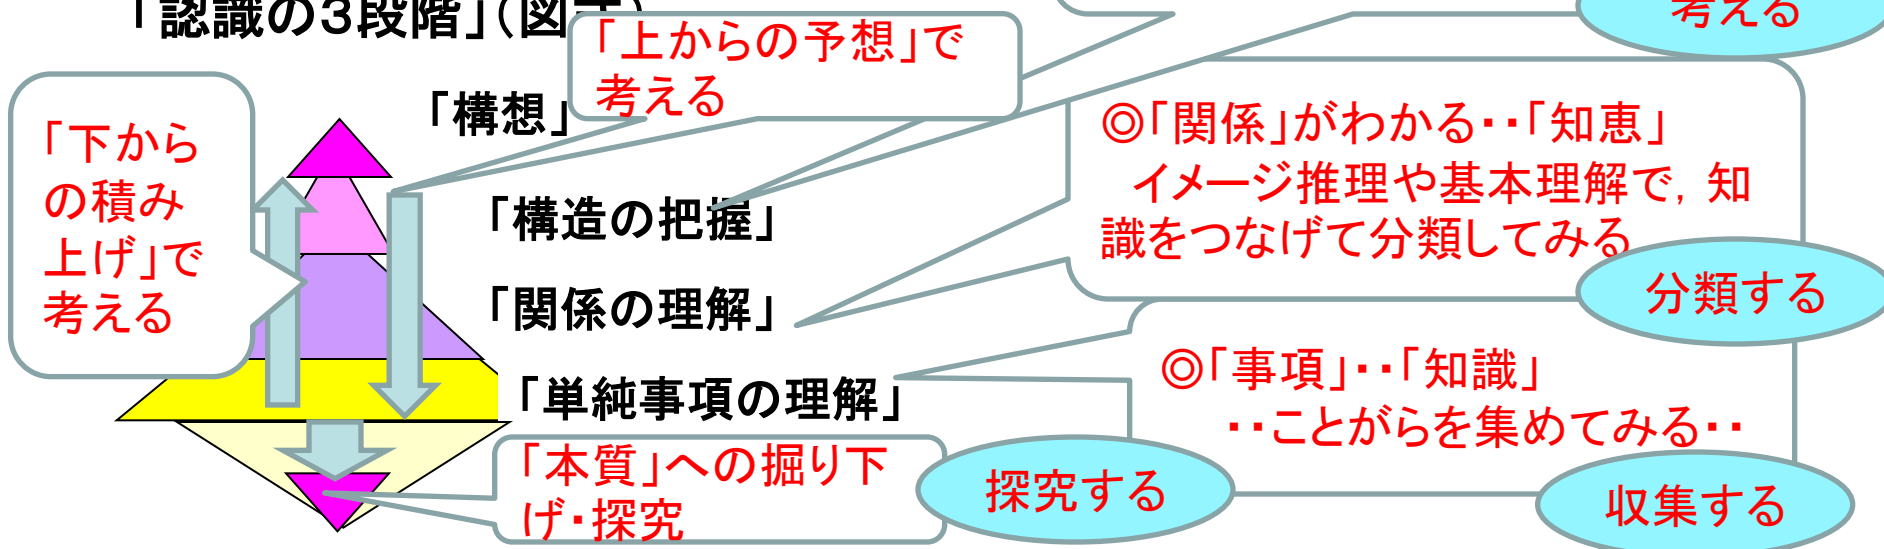 「認識の3段階」(図
「上からの予想」で
考える
考える
「構想」
「下から
の積み
上げ」で
考える
◎「関係」がわかる・・「知恵」
イメージ推理や基本理解で，知
識をつなげて分類してみる
分類する
「構造の把握」
「関係の理解」
「単純事項の理解」
◎「事項」・・「知識」
・・ことがらを集めてみる・・
収集する
「本質」への掘り下
げ・探究
探究する